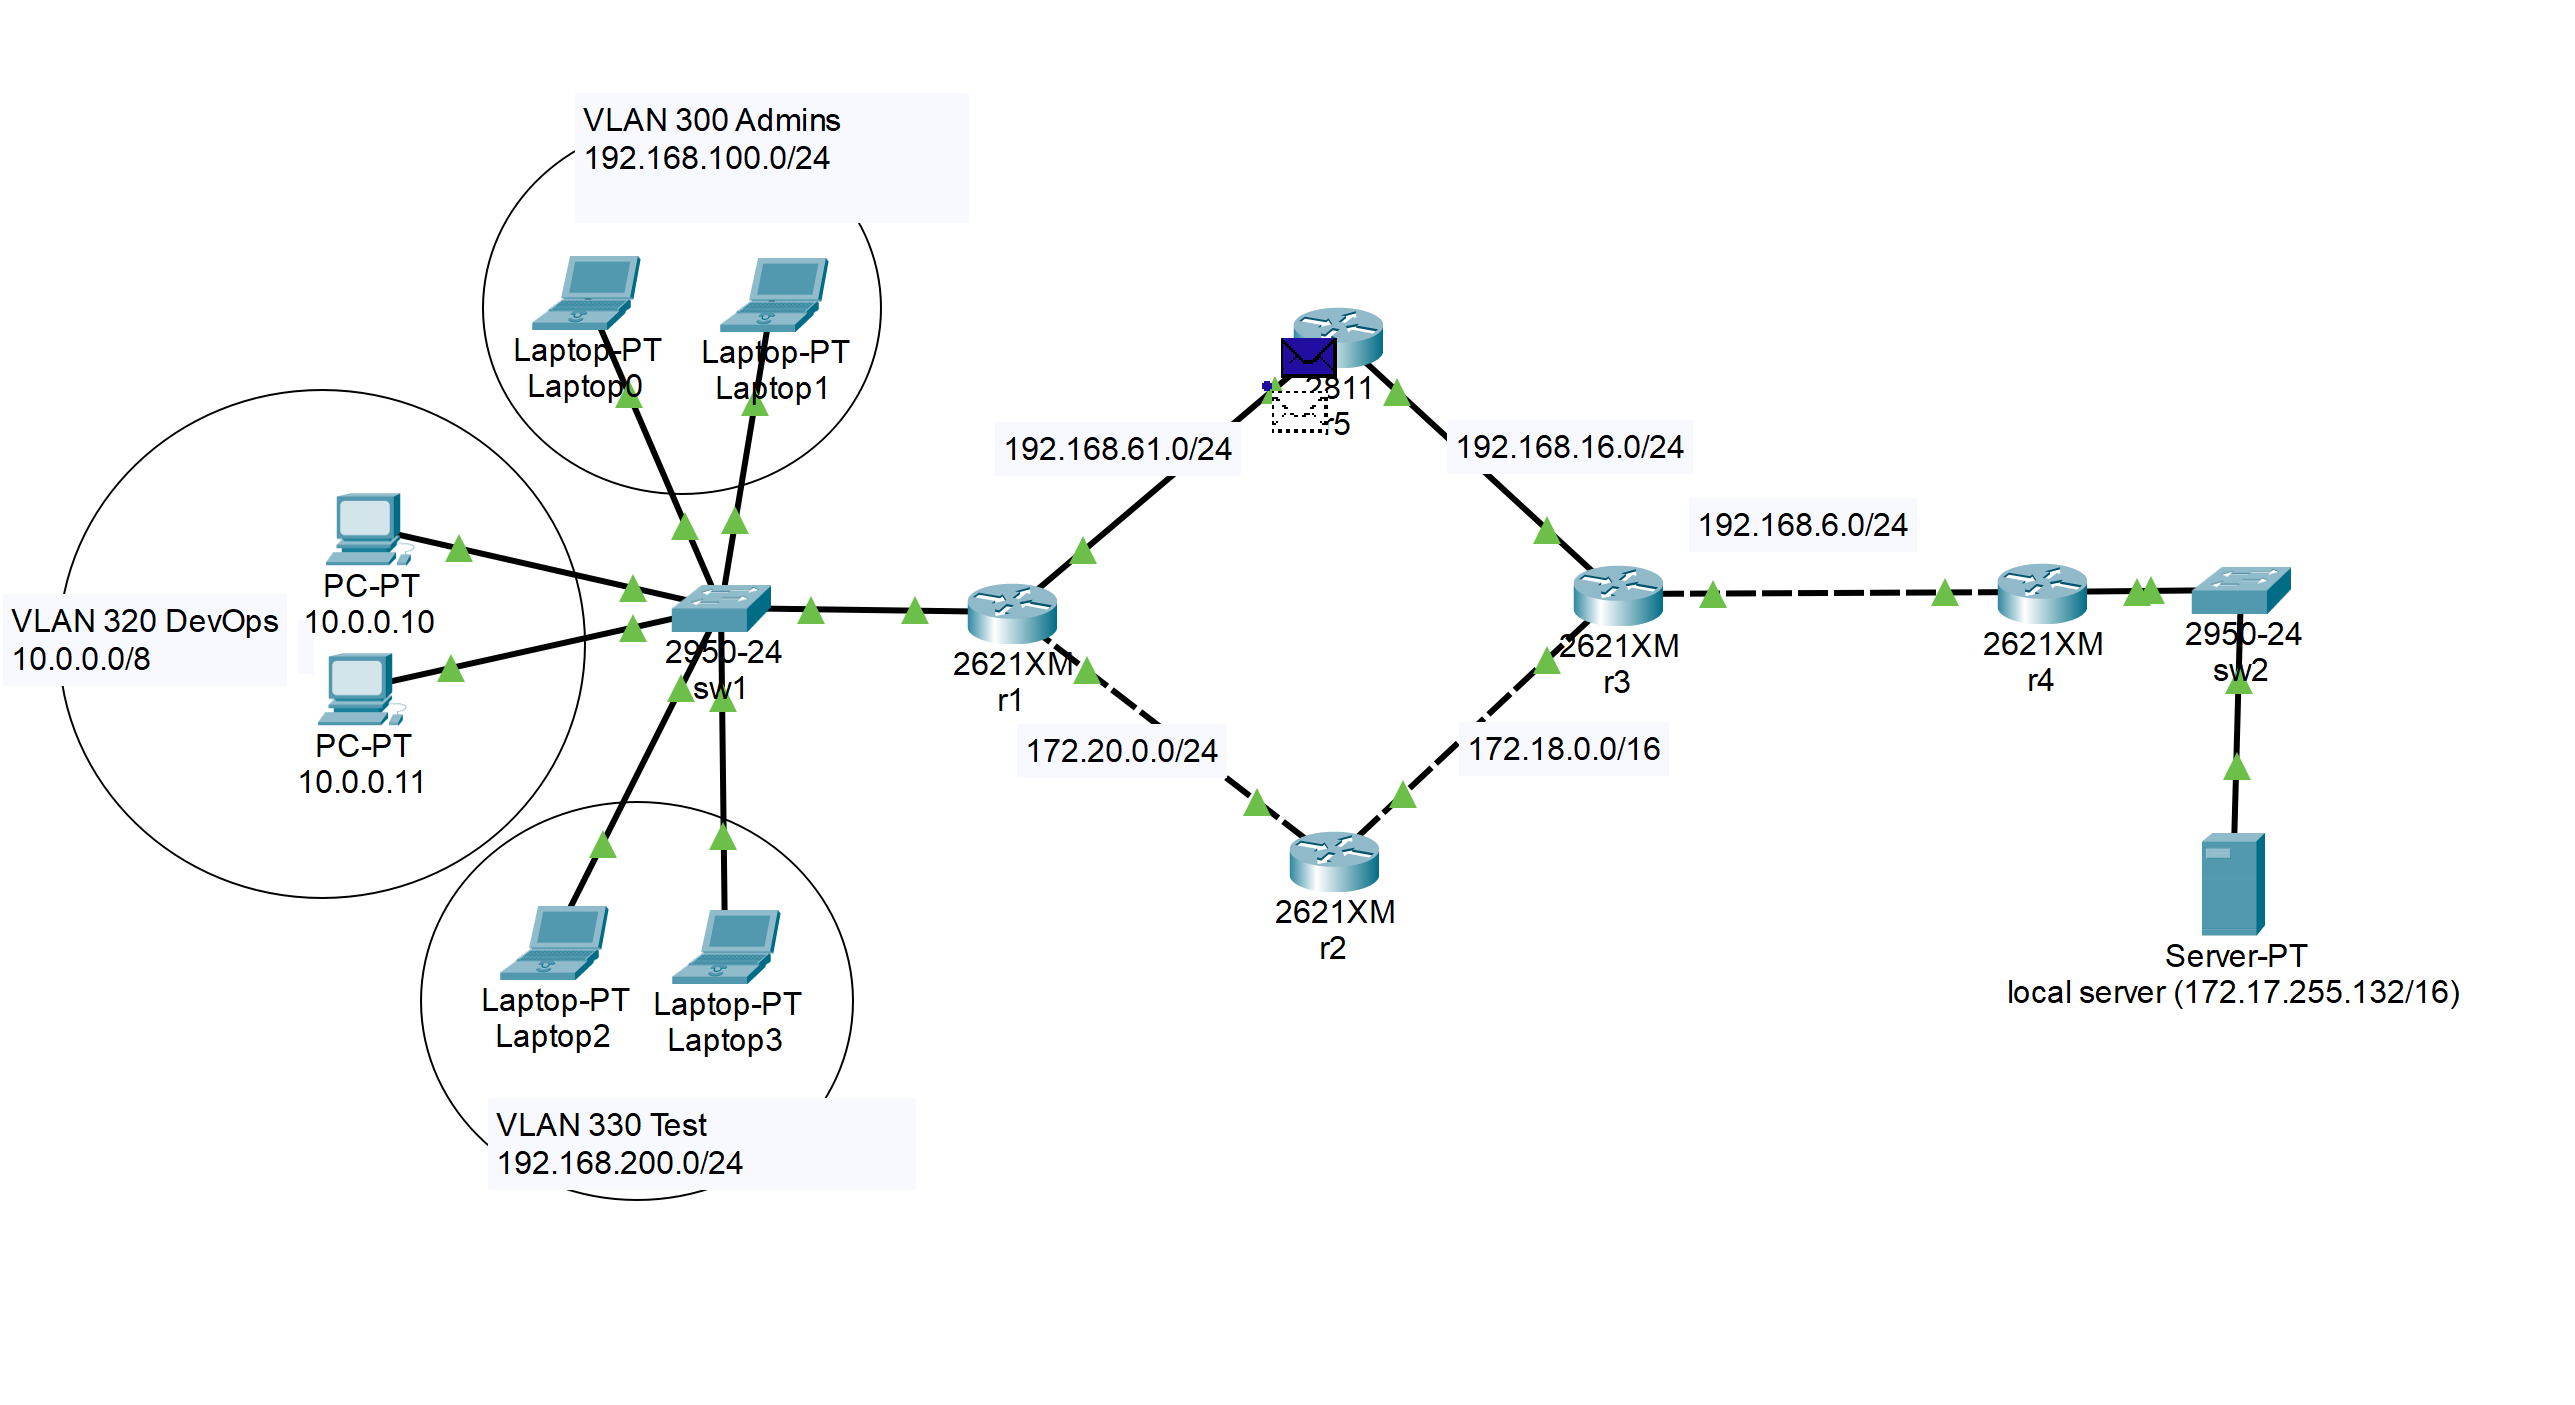 VLAN 300 Admins
192.168.100.0/24
Laptop-PT
Laptop0
Laptop-PT
Laptop1
PC-PT
10.0.0.10
VLAN 320 DevOps
10.0.0.0/8
PC-PT
10.0.0.11
2950-24
sw1
Laptop-PT
Laptop2
Laptop-PT
Laptop3
VLAN 330 Test
192.168.200.0/24
2621XM
r1
192.168.61.0/24
2811
r5
192.168.16.0/24
172.20.0.0/24
172.18.0.0/16
2621XM
r2
2621XM
r3
192.168.6.0/24
2621XM
r4
2950-24
sw2
Server-PT
local server (172.17.255.132/16)